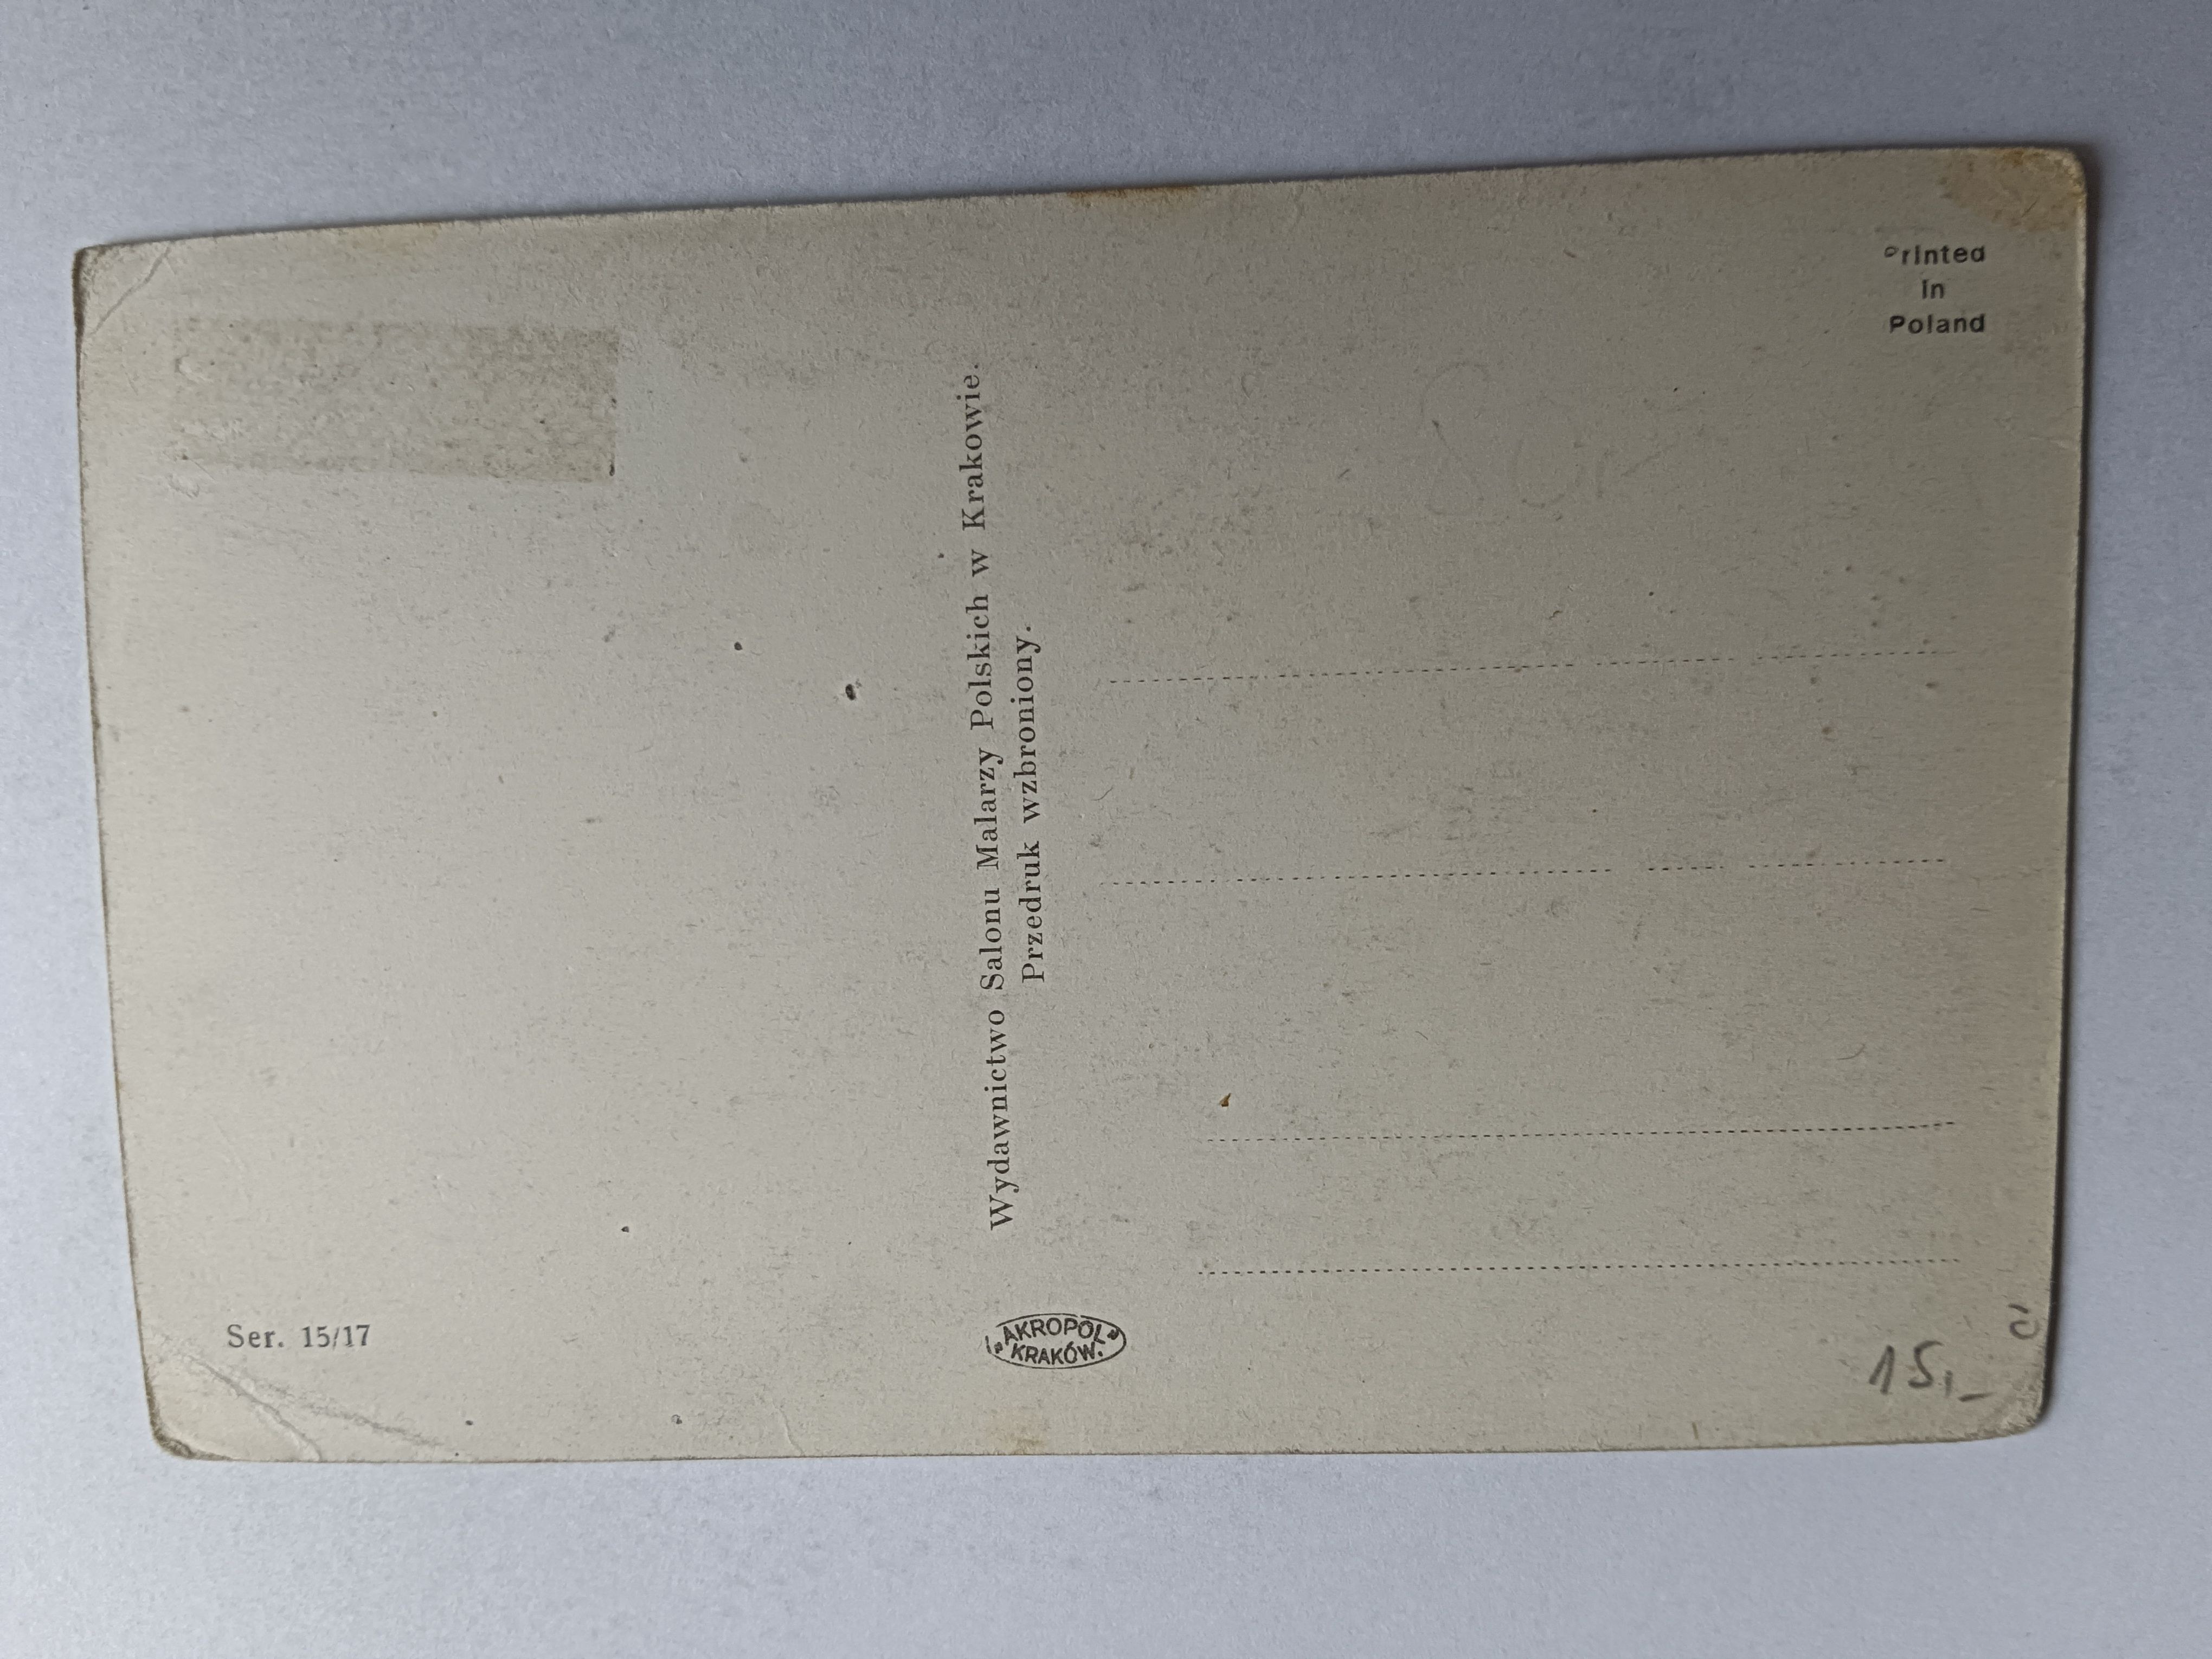 Printed
in
Poland
Wydawnictwo Salonu Malarzy Polskich w Krakowie.
Przedruk wzbroniony.
Ser. 15/17
„AKROPOL”
KRAKÓW.
15,-